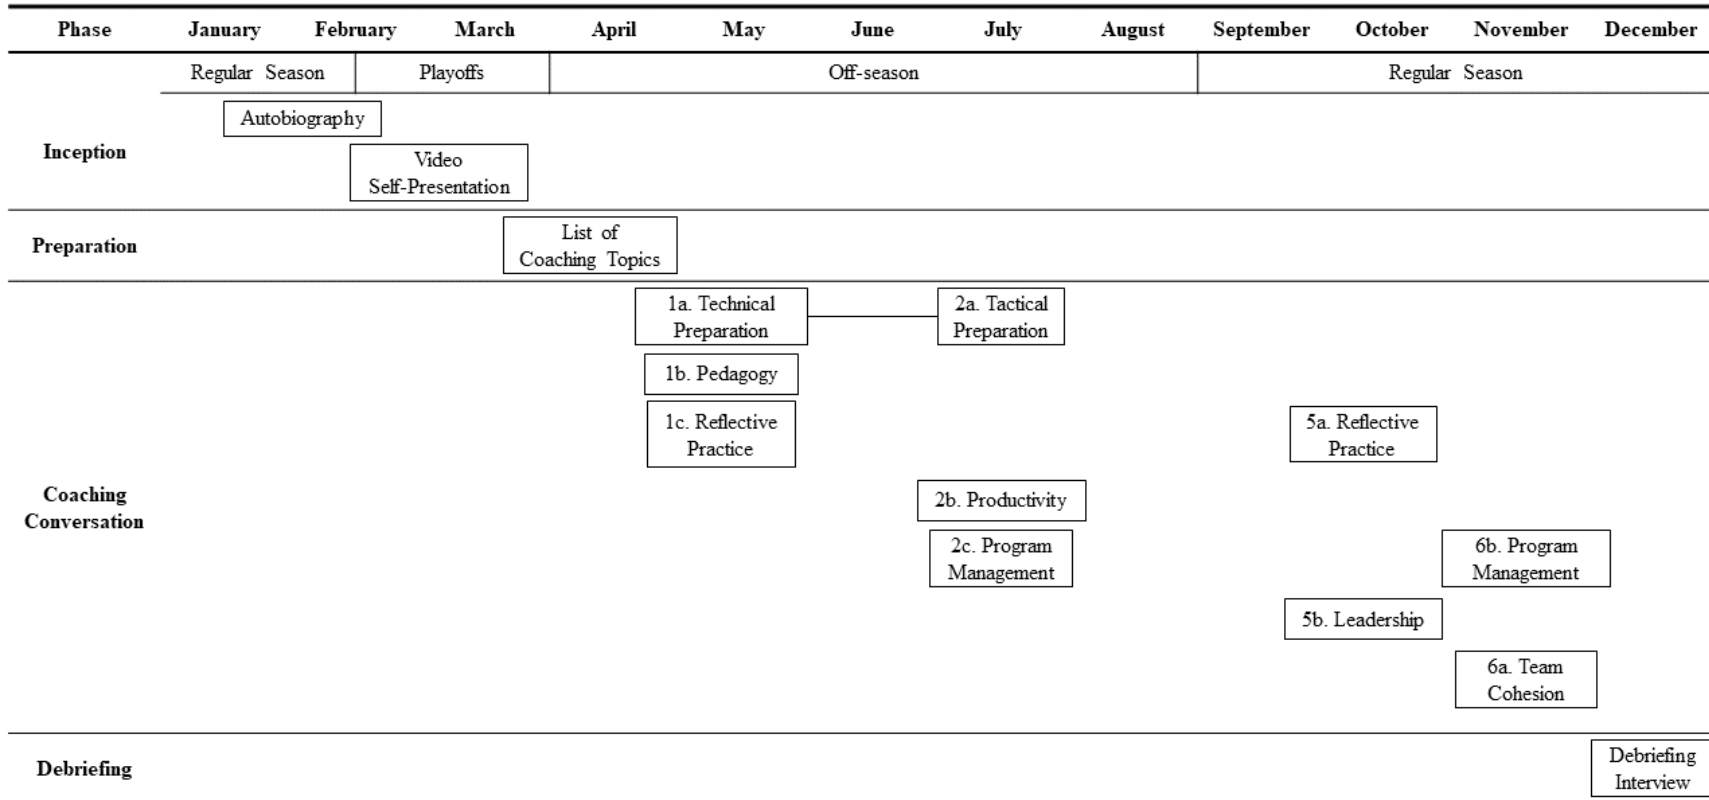 Phase January February March April May June July August September October November December
Regular Season Playoffs Off-season Regular Season
Autobiography
Inception
Video
Self-Presentation
Preparation
List of
Coaching Topics
Coaching
Conversation
1a. Technical
Preparation
2a. Tactical
Preparation
1b. Pedagogy
1c. Reflective
Practice
5a. Reflective
Practice
2b. Productivity
2c. Program
Management
6b. Program
Management
5b. Leadership
6a. Team
Cohesion
Debriefing
Debriefing
Interview